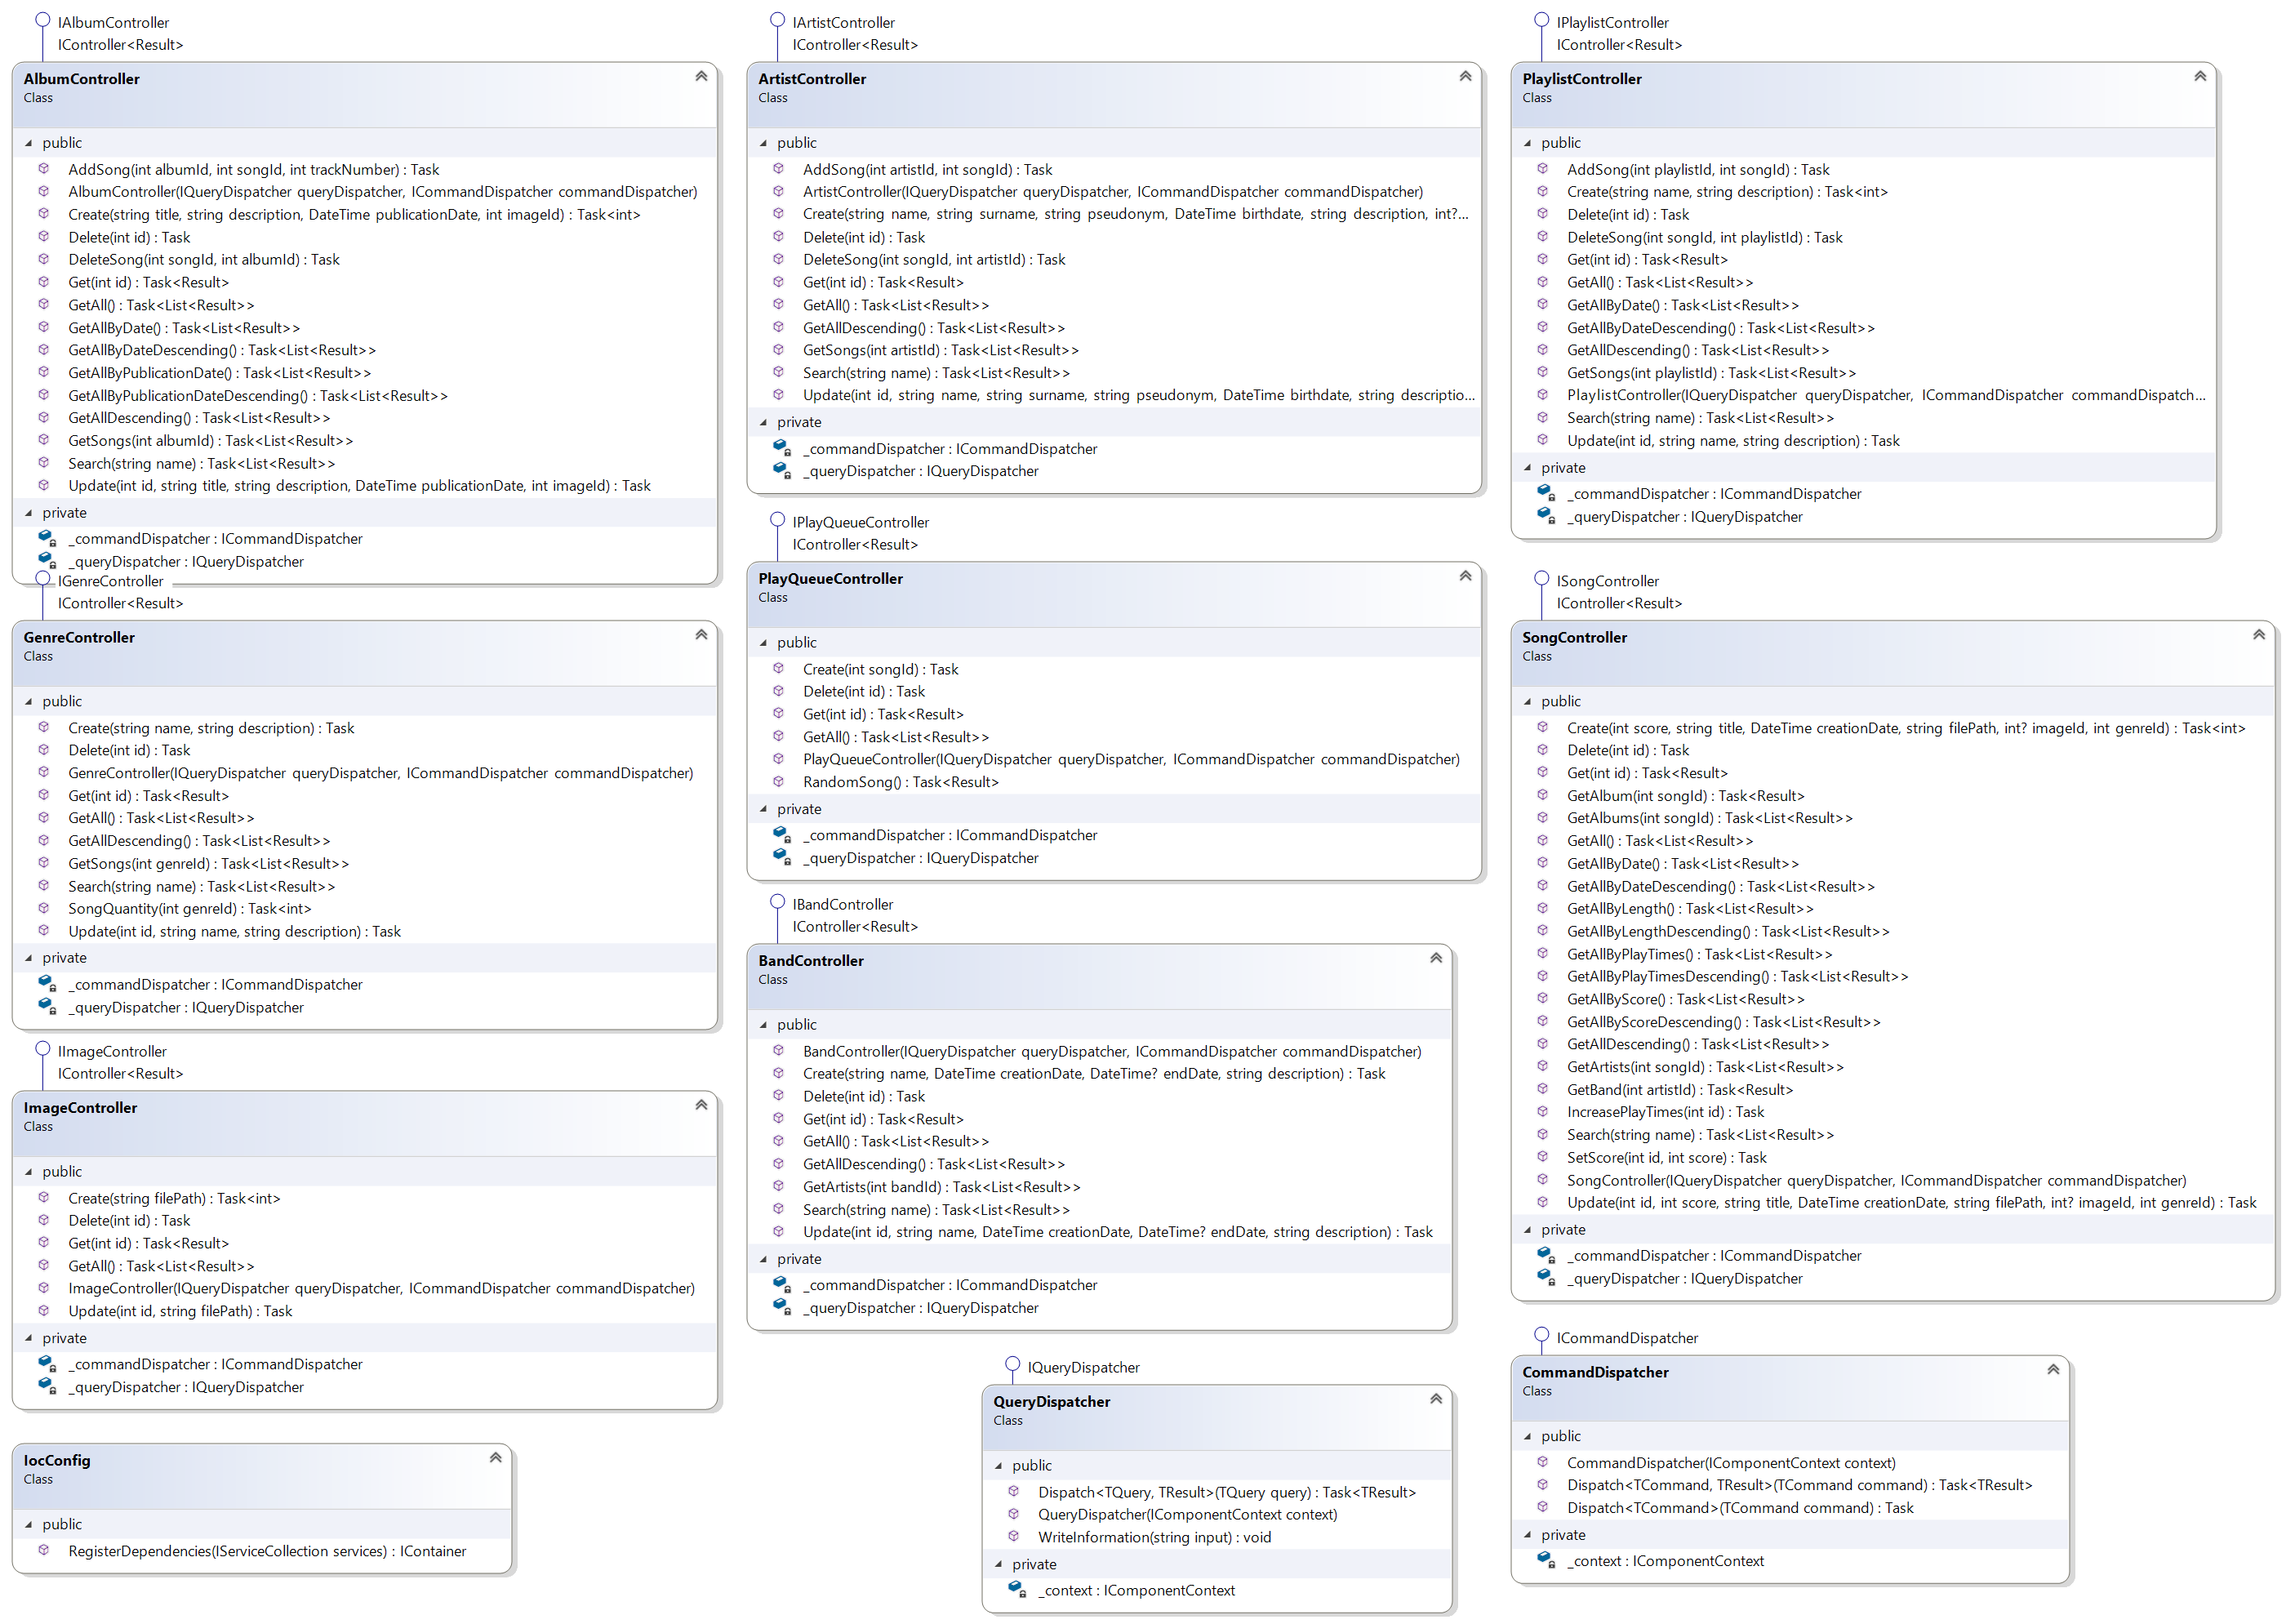 IAlbumController
IController<Result>
AlbumController
Class
public
AddSong(int albumId, int songId, int trackNumber) : Task
AlbumController(IQueryDispatcher queryDispatcher, ICommandDispatcher commandDispatcher)
Create(string title, string description, DateTime publicationDate, int imageId) : Task<int>
Delete(int id) : Task
DeleteSong(int songId, int albumId) : Task
Get(int id) : Task<Result>
GetAll() : Task<List<Result>>
GetAllByDate() : Task<List<Result>>
GetAllByDateDescending() : Task<List<Result>>
GetAllByPublicationDate() : Task<List<Result>>
GetAllByPublicationDateDescending() : Task<List<Result>>
GetAllDescending() : Task<List<Result>>
GetSongs(int albumId) : Task<List<Result>>
Search(string name) : Task<List<Result>>
Update(int id, string title, string description, DateTime publicationDate, int imageId) : Task
private
_commandDispatcher : ICommandDispatcher
_queryDispatcher : IQueryDispatcher
IGenreController
IController<Result>
GenreController
Class
public
Create(string name, string description) : Task
Delete(int id) : Task
GenreController(IQueryDispatcher queryDispatcher, ICommandDispatcher commandDispatcher)
Get(int id) : Task<Result>
GetAll() : Task<List<Result>>
GetAllDescending() : Task<List<Result>>
GetSongs(int genreId) : Task<List<Result>>
Search(string name) : Task<List<Result>>
SongQuantity(int genreId) : Task<int>
Update(int id, string name, string description) : Task
private
_commandDispatcher : ICommandDispatcher
_queryDispatcher : IQueryDispatcher
IImageController
IController<Result>
ImageController
Class
public
Create(string filePath) : Task<int>
Delete(int id) : Task
Get(int id) : Task<Result>
GetAll() : Task<List<Result>>
ImageController(IQueryDispatcher queryDispatcher, ICommandDispatcher commandDispatcher)
Update(int id, string filePath) : Task
private
_commandDispatcher : ICommandDispatcher
_queryDispatcher : IQueryDispatcher
IocConfig
Class
public
RegisterDependencies(IServiceCollection services) : IContainer
IArtistController
IController<Result>
ArtistController
Class
public
AddSong(int artistId, int songId) : Task
ArtistController(IQueryDispatcher queryDispatcher, ICommandDispatcher commandDispatcher)
Create(string name, string surname, string pseudonym, DateTime birthdate, string description, int?...
Delete(int id) : Task
DeleteSong(int songId, int artistId) : Task
Get(int id) : Task<Result>
GetAll() : Task<List<Result>>
GetAllDescending() : Task<List<Result>>
GetSongs(int artistId) : Task<List<Result>>
Search(string name) : Task<List<Result>>
Update(int id, string name, string surname, string pseudonym, DateTime birthdate, string descriptio...
private
_commandDispatcher : ICommandDispatcher
_queryDispatcher : IQueryDispatcher
IPlayQueueController
IController<Result>
PlayQueueController
Class
public
Create(int songId) : Task
Delete(int id) : Task
Get(int id) : Task<Result>
GetAll() : Task<List<Result>>
PlayQueueController(IQueryDispatcher queryDispatcher, ICommandDispatcher commandDispatcher)
RandomSong() : Task<Result>
private
_commandDispatcher : ICommandDispatcher
_queryDispatcher : IQueryDispatcher
IBandController
IController<Result>
BandController
Class
public
BandController(IQueryDispatcher queryDispatcher, ICommandDispatcher commandDispatcher)
Create(string name, DateTime creationDate, DateTime? endDate, string description) : Task
Delete(int id) : Task
Get(int id) : Task<Result>
GetAll() : Task<List<Result>>
GetAllDescending() : Task<List<Result>>
GetArtists(int bandId) : Task<List<Result>>
Search(string name) : Task<List<Result>>
Update(int id, string name, DateTime creationDate, DateTime? endDate, string description) : Task
private
_commandDispatcher : ICommandDispatcher
_queryDispatcher : IQueryDispatcher
IQueryDispatcher
QueryDispatcher
Class
public
Dispatch<TQuery, TResult>(TQuery query) : Task<TResult>
QueryDispatcher(IComponentContext context)
WriteInformation(string input) : void
private
_context : IComponentContext
IPlaylistController
IController<Result>
PlaylistController
Class
public
AddSong(int playlistId, int songId) : Task
Create(string name, string description) : Task<int>
Delete(int id) : Task
DeleteSong(int songId, int playlistId) : Task
Get(int id) : Task<Result>
GetAll() : Task<List<Result>>
GetAllByDate() : Task<List<Result>>
GetAllByDateDescending() : Task<List<Result>>
GetAllDescending() : Task<List<Result>>
GetSongs(int playlistId) : Task<List<Result>>
PlaylistController(IQueryDispatcher queryDispatcher, ICommandDispatcher commandDispatch...
Search(string name) : Task<List<Result>>
Update(int id, string name, string description) : Task
private
_commandDispatcher : ICommandDispatcher
_queryDispatcher : IQueryDispatcher
ISongController
IController<Result>
SongController
Class
public
Create(int score, string title, DateTime creationDate, string filePath, int? imageId, int genreId) : Task<int>
Delete(int id) : Task
Get(int id) : Task<Result>
GetAlbum(int songId) : Task<Result>
GetAlbums(int songId) : Task<List<Result>>
GetAll() : Task<List<Result>>
GetAllByDate() : Task<List<Result>>
GetAllByDateDescending() : Task<List<Result>>
GetAllByLength() : Task<List<Result>>
GetAllByLengthDescending() : Task<List<Result>>
GetAllByPlayTimes() : Task<List<Result>>
GetAllByPlayTimesDescending() : Task<List<Result>>
GetAllByScore() : Task<List<Result>>
GetAllByScoreDescending() : Task<List<Result>>
GetAllDescending() : Task<List<Result>>
GetArtists(int songId) : Task<List<Result>>
GetBand(int artistId) : Task<Result>
IncreasePlayTimes(int id) : Task
Search(string name) : Task<List<Result>>
SetScore(int id, int score) : Task
SongController(IQueryDispatcher queryDispatcher, ICommandDispatcher commandDispatcher)
Update(int id, int score, string title, DateTime creationDate, string filePath, int? imageId, int genreId) : Task
private
_commandDispatcher : ICommandDispatcher
_queryDispatcher : IQueryDispatcher
ICommandDispatcher
CommandDispatcher
Class
public
CommandDispatcher(IComponentContext context)
Dispatch<TCommand, TResult>(TCommand command) : Task<TResult>
Dispatch<TCommand>(TCommand command) : Task
private
_context : IComponentContext